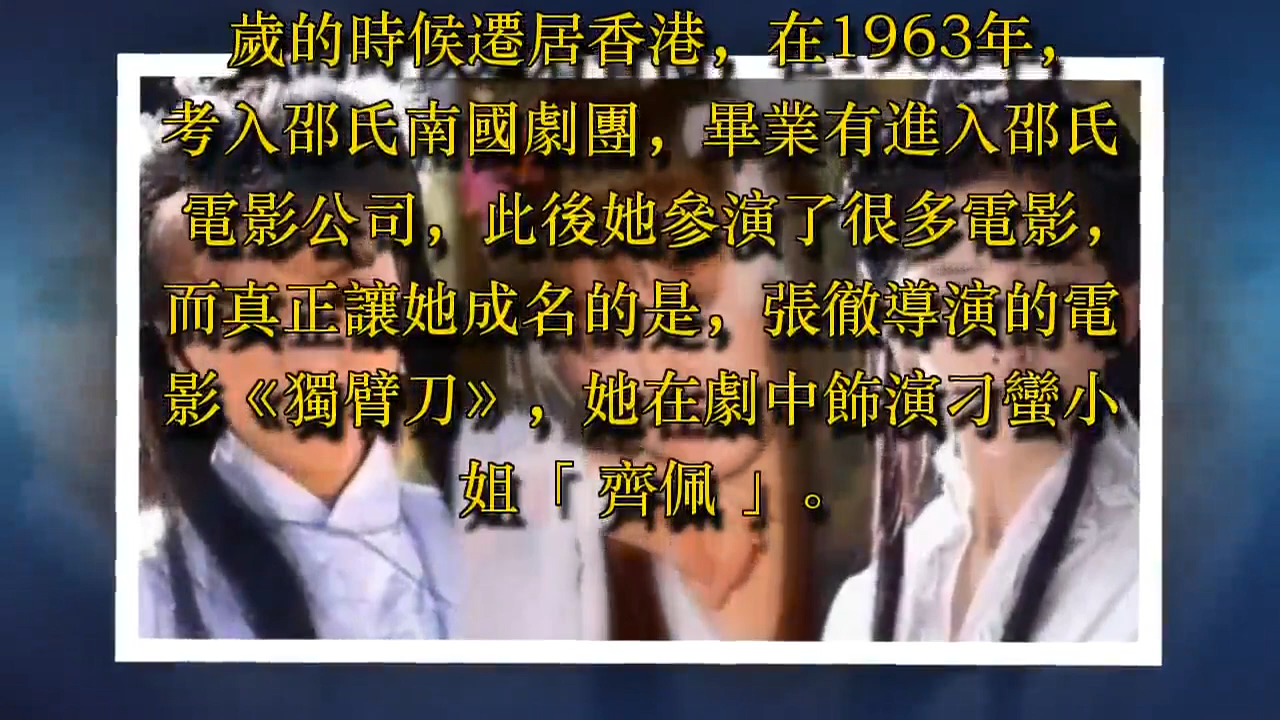 歲的時候遷居香港，在1963年，
考入邵氏南國劇團，畢業有進入邵氏
電影公司，此後她參演了很多電影，
而真正讓她成名的是，張徹導演的電
影《獨臂刀》，她在劇中飾演刁蠻小
姐「 齊佩 」。